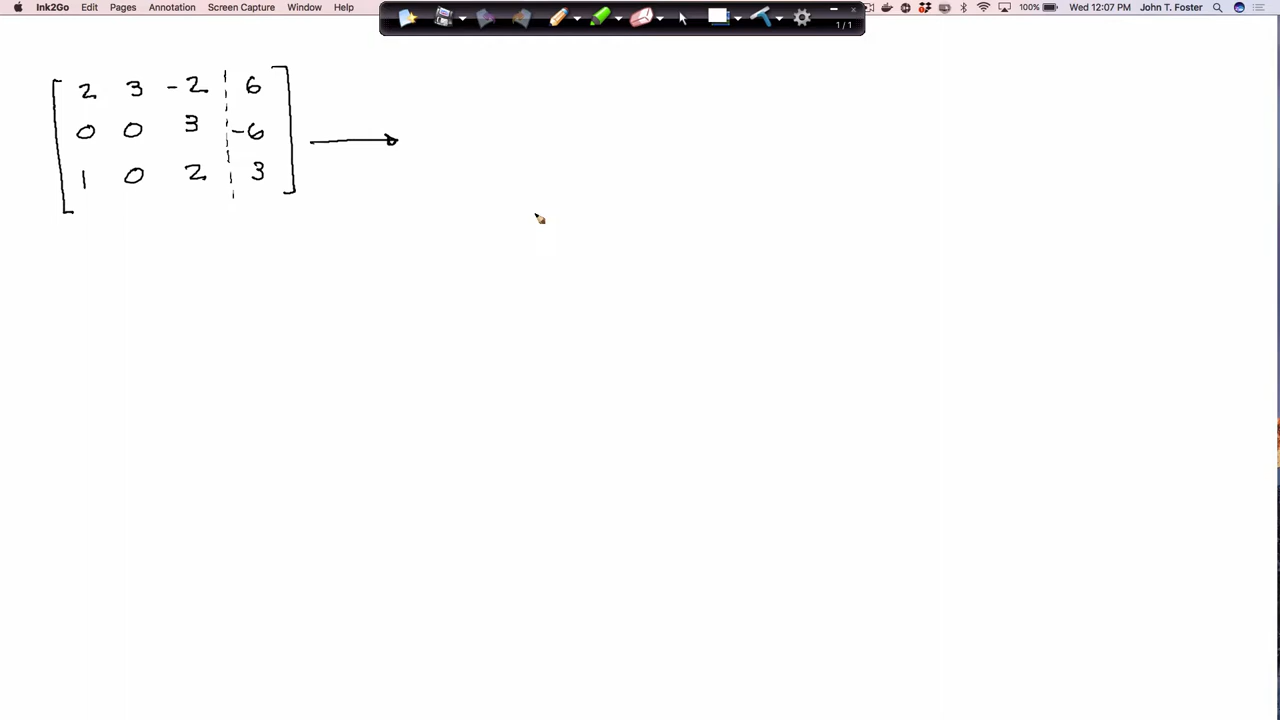 Ink2Go Edit Pages Annotation Screen Capture Window Help 100% Wed 12:07 PM John T. Foster
1/1
2 3 -2 6
0 0 3 -6
1 0 2 3